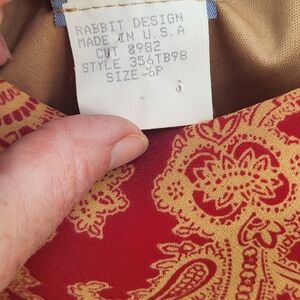 RABBIT DESIGN
MADE IN U.S.A
CUT 8982
STYLE 356TB98
SIZE 6P